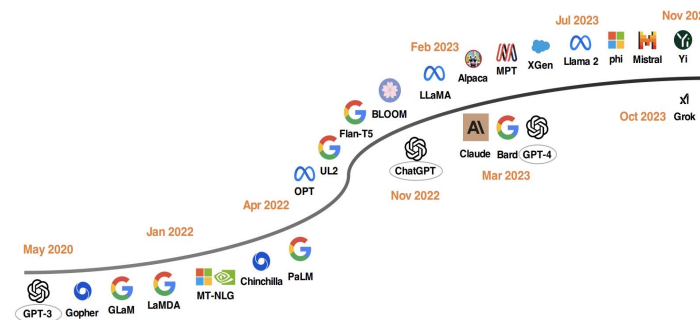 Nov 202
Jul 2023
Feb 2023
Alpaca
MPT
XGen
Llama 2
phi
Mistral
Yi
LLaMA
BLOOM
Flan-T5
UL2
OPT
Apr 2022
Jan 2022
May 2020
ChatGPT
Nov 2022
Claude
Bard
GPT-4
Mar 2023
Oct 2023
xI
Grok
GPT-3
Gopher
GLaM
LaMDA
MT-NLG
Chinchilla
PaLM